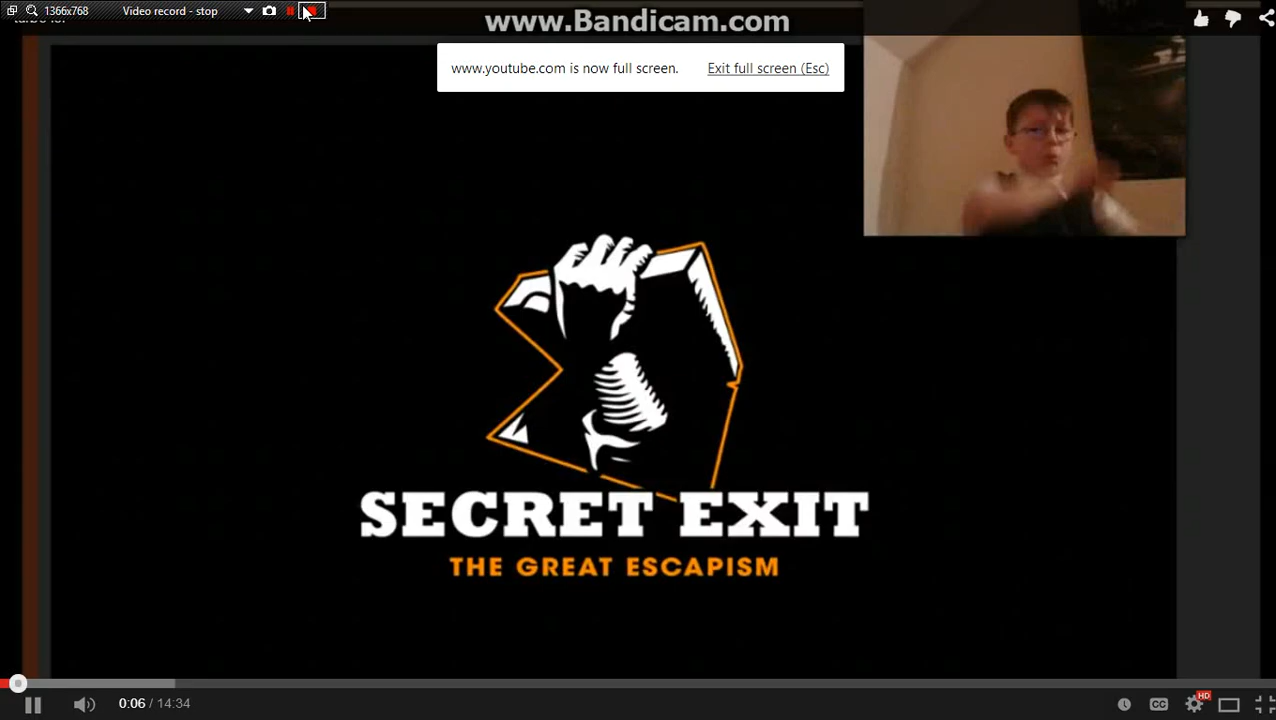 1366x768 Video record - stop
www.Bandicam.com
www.youtube.com is now full screen. Exit full screen (Esc)
SECRET EXIT
THE GREAT ESCAPISM
0:06 / 14:34
CC
HD